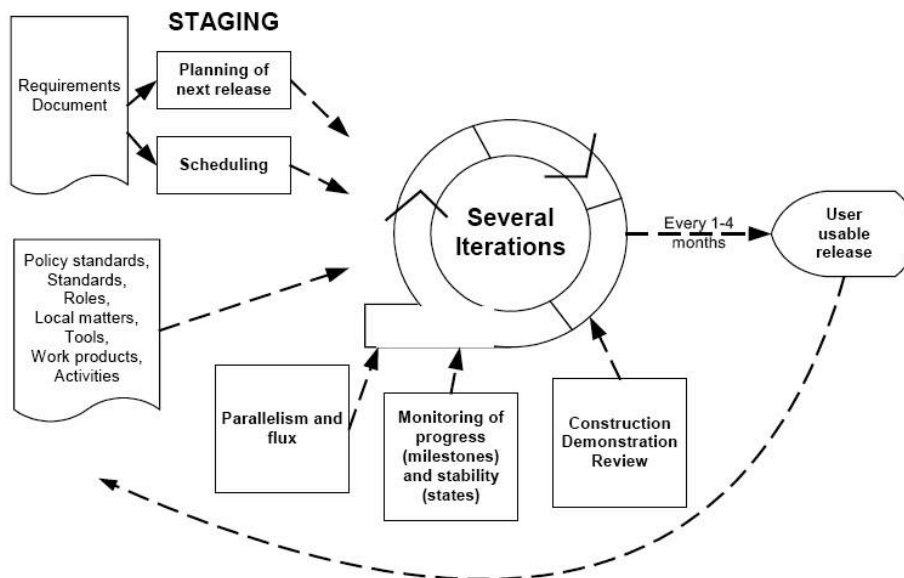 STAGING
Requirements
Document
Planning of
next release
Scheduling
Policy standards,
Standards,
Roles,
Local matters,
Tools,
Work products,
Activities
Several
Iterations
Every 1-4
months
User
usable
release
Parallelism and
flux
Monitoring of
progress
(milestones)
and stability
(states)
Construction
Demonstration
Review